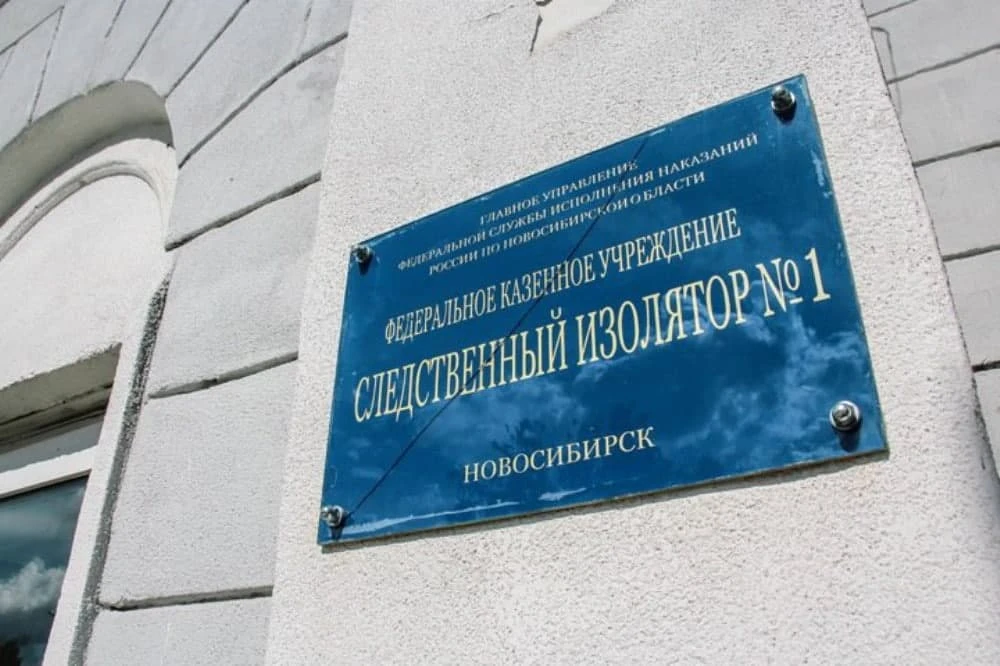 ГЛАВНОЕ УПРАВЛЕНИЕ
ФЕДЕРАЛЬНОЙ СЛУЖБЫ ИСПОЛНЕНИЯ НАКАЗАНИЙ
РОССИИ ПО НОВОСИБИРСКОЙ ОБЛАСТИ
ФЕДЕРАЛЬНОЕ КАЗЕННОЕ УЧРЕЖДЕНИЕ
СЛЕДСТВЕННЫЙ ИЗОЛЯТОР №1
НОВОСИБИРСК